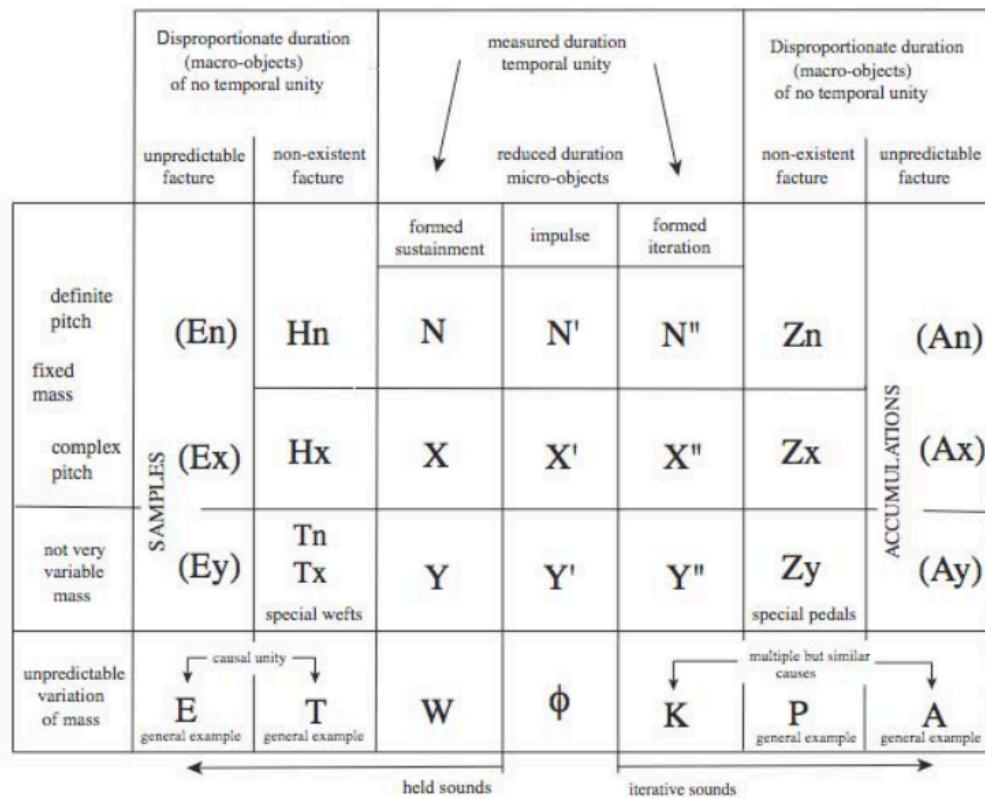 Disproportionate duration
(macro-objects)
of no temporal unity
measured duration
temporal unity
Disproportionate duration
(macro-objects)
of no temporal unity
unpredictable
facture
non-existent
facture
reduced duration
micro-objects
non-existent
facture
unpredictable
facture
formed
sustainment
impulse
formed
iteration
definite
pitch
fixed
mass
complex
pitch
(En)
Hn
N
N'
N"
Zn
(An)
SAMPLES
(Ex)
Hx
X
X'
X"
Zx
ACCUMULATIONS
(Ax)
not very
variable
mass
(Ey)
Tn
Tx
special wefts
Y
Y'
Y"
Zy
special pedals
(Ay)
unpredictable
variation
of mass
causal unity
E
general example
T
general example
W
ϕ
multiple but similar
causes
K
P
general example
A
general example
held sounds
iterative sounds